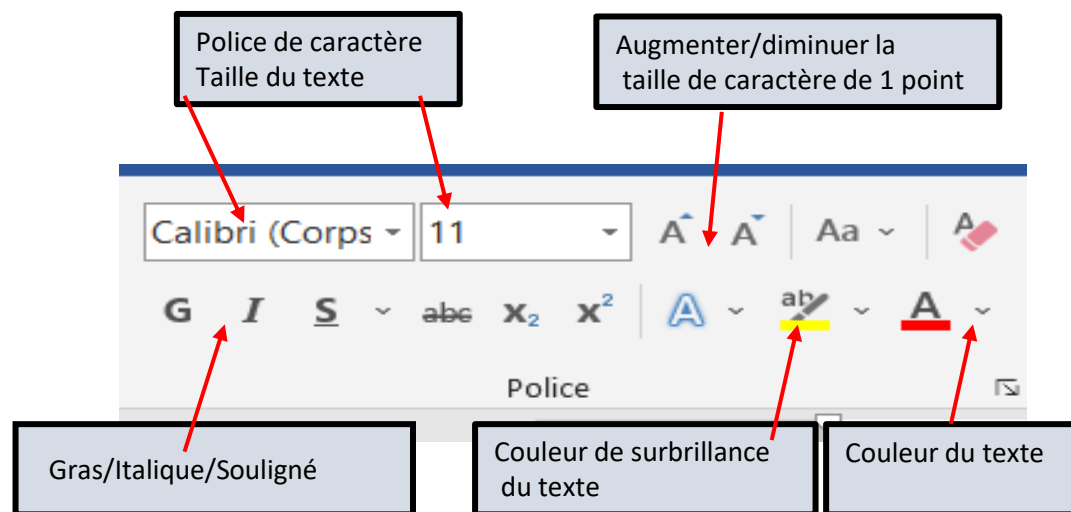 Police de caractère
Taille du texte
Augmenter/diminuer la
taille de caractère de 1 point
Calibri (Corps
11
A A Aa A
G I S abc x₂ x² A ab A
Police
Gras/Italique/Souligné
Couleur de surbrillance
du texte
Couleur du texte